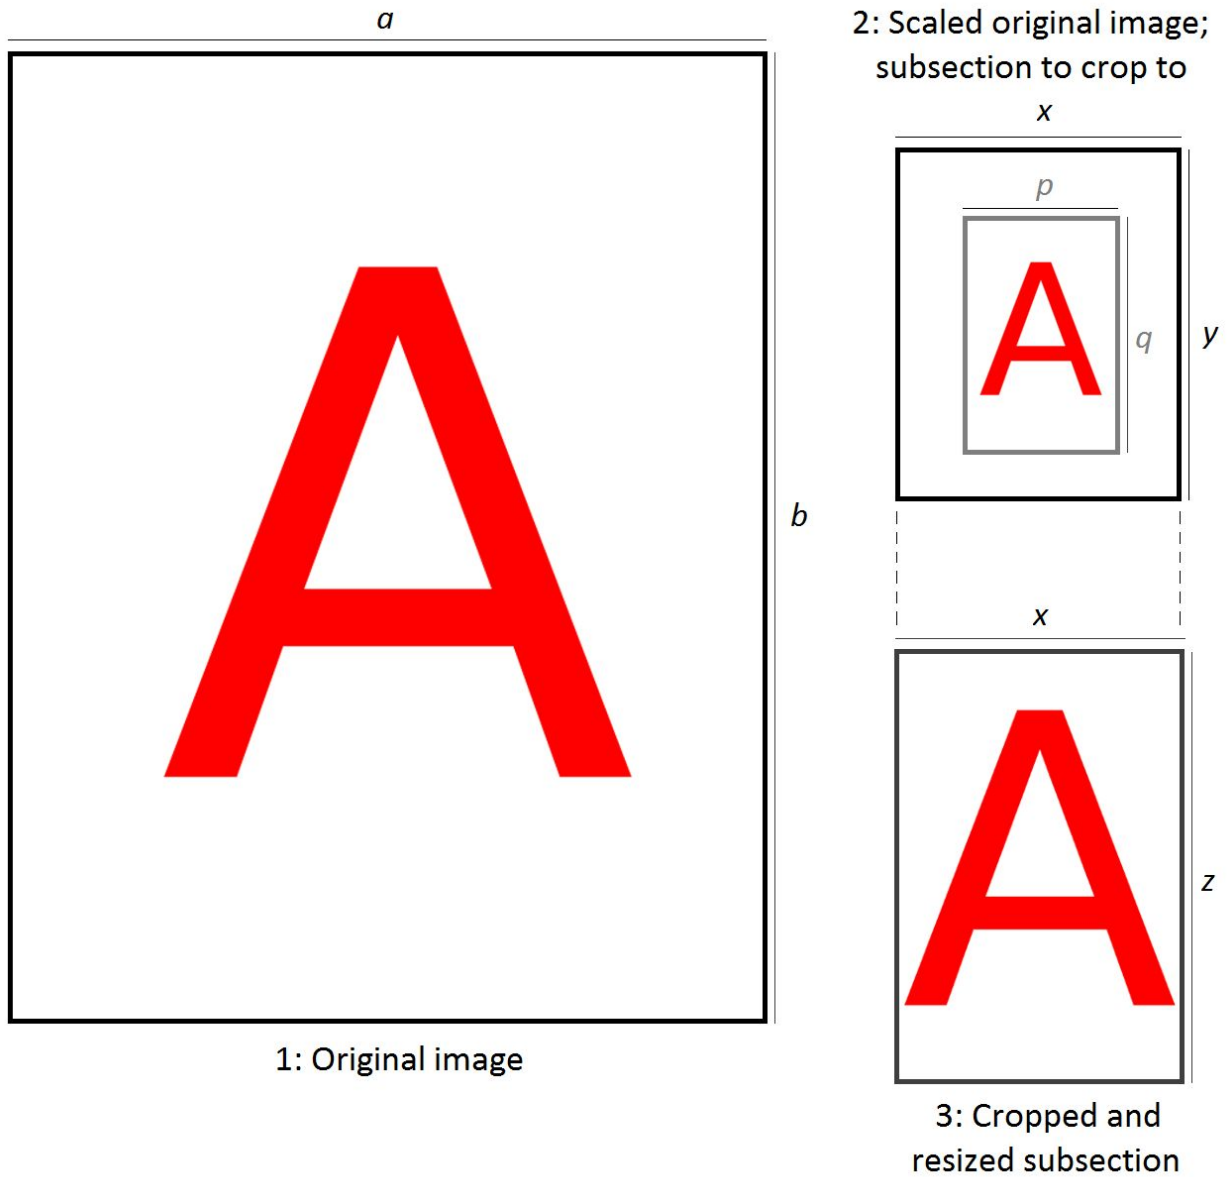 a
A
b
1: Original image
2: Scaled original image;
subsection to crop to
x
p
A
q
y
x
A
z
3: Cropped and
resized subsection